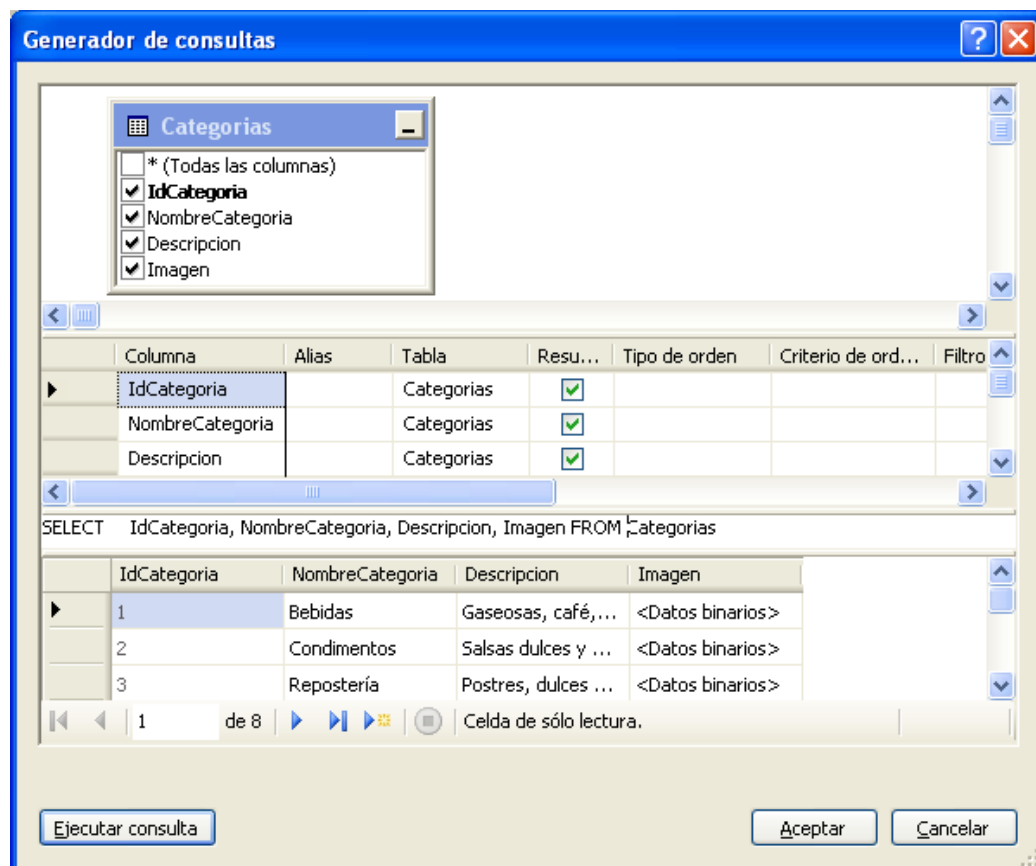 Generador de consultas
Categorias
* (Todas las columnas)
IdCategoria
NombreCategoria
Descripcion
Imagen
Columna Alias Tabla Resu... Tipo de orden Criterio de ord... Filtro
IdCategoria Categorias
NombreCategoria Categorias
Descripcion Categorias
SELECT IdCategoria, NombreCategoria, Descripcion, Imagen FROM Categorias
IdCategoria NombreCategoria Descripcion Imagen
1 Bebidas Gaseosas, café,... <Datos binarios>
2 Condimentos Salsas dulces y ... <Datos binarios>
3 Repostería Postres, dulces ... <Datos binarios>
1 de 8 Celda de sólo lectura.
Ejecutar consulta Aceptar Cancelar